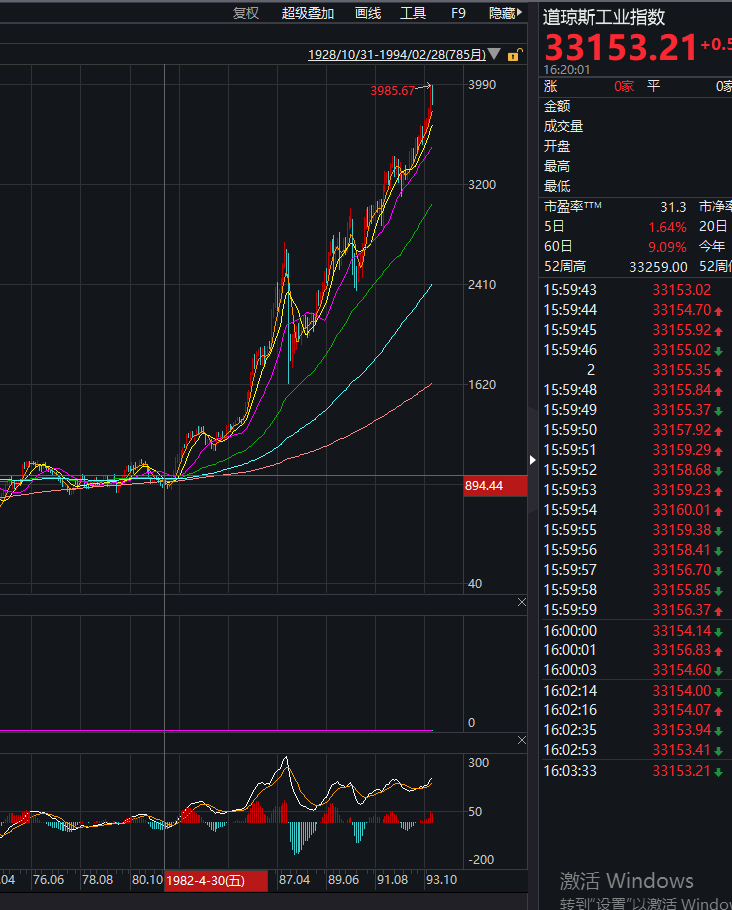 复权 超级叠加 画线 工具 F9 隐藏
1928/10/31-1994/02/28(785月)
3985.67
3990
3200
2410
1620
894.44
40
0
300
50
-200
.04 76.06 78.08 80.10 1982-4-30(五) 87.04 89.06 91.08 93.10
道琼斯工业指数
33153.21 +0.5
16:20:01
涨 0家 平 0家
金额
成交量
开盘
最高
最低
市盈率TTM 31.3 市净率
5日 1.64% 20日
60日 9.09% 今年
52周高 33259.00 52周低
15:59:43 33153.02
15:59:44 33154.70
15:59:45 33155.92
15:59:46 33155.02
2 33155.35
15:59:48 33155.84
15:59:49 33155.37
15:59:50 33157.92
15:59:51 33159.29
15:59:52 33158.68
15:59:53 33159.23
15:59:54 33160.01
15:59:55 33159.38
15:59:56 33158.41
15:59:57 33156.70
15:59:58 33155.85
15:59:59 33156.37
16:00:00 33154.14
16:00:01 33156.83
16:00:03 33154.60
16:02:14 33154.00
16:02:16 33154.07
16:02:35 33153.94
16:02:53 33153.41
16:03:33 33153.21
激活 Windows
转到"设置"以激活 Window